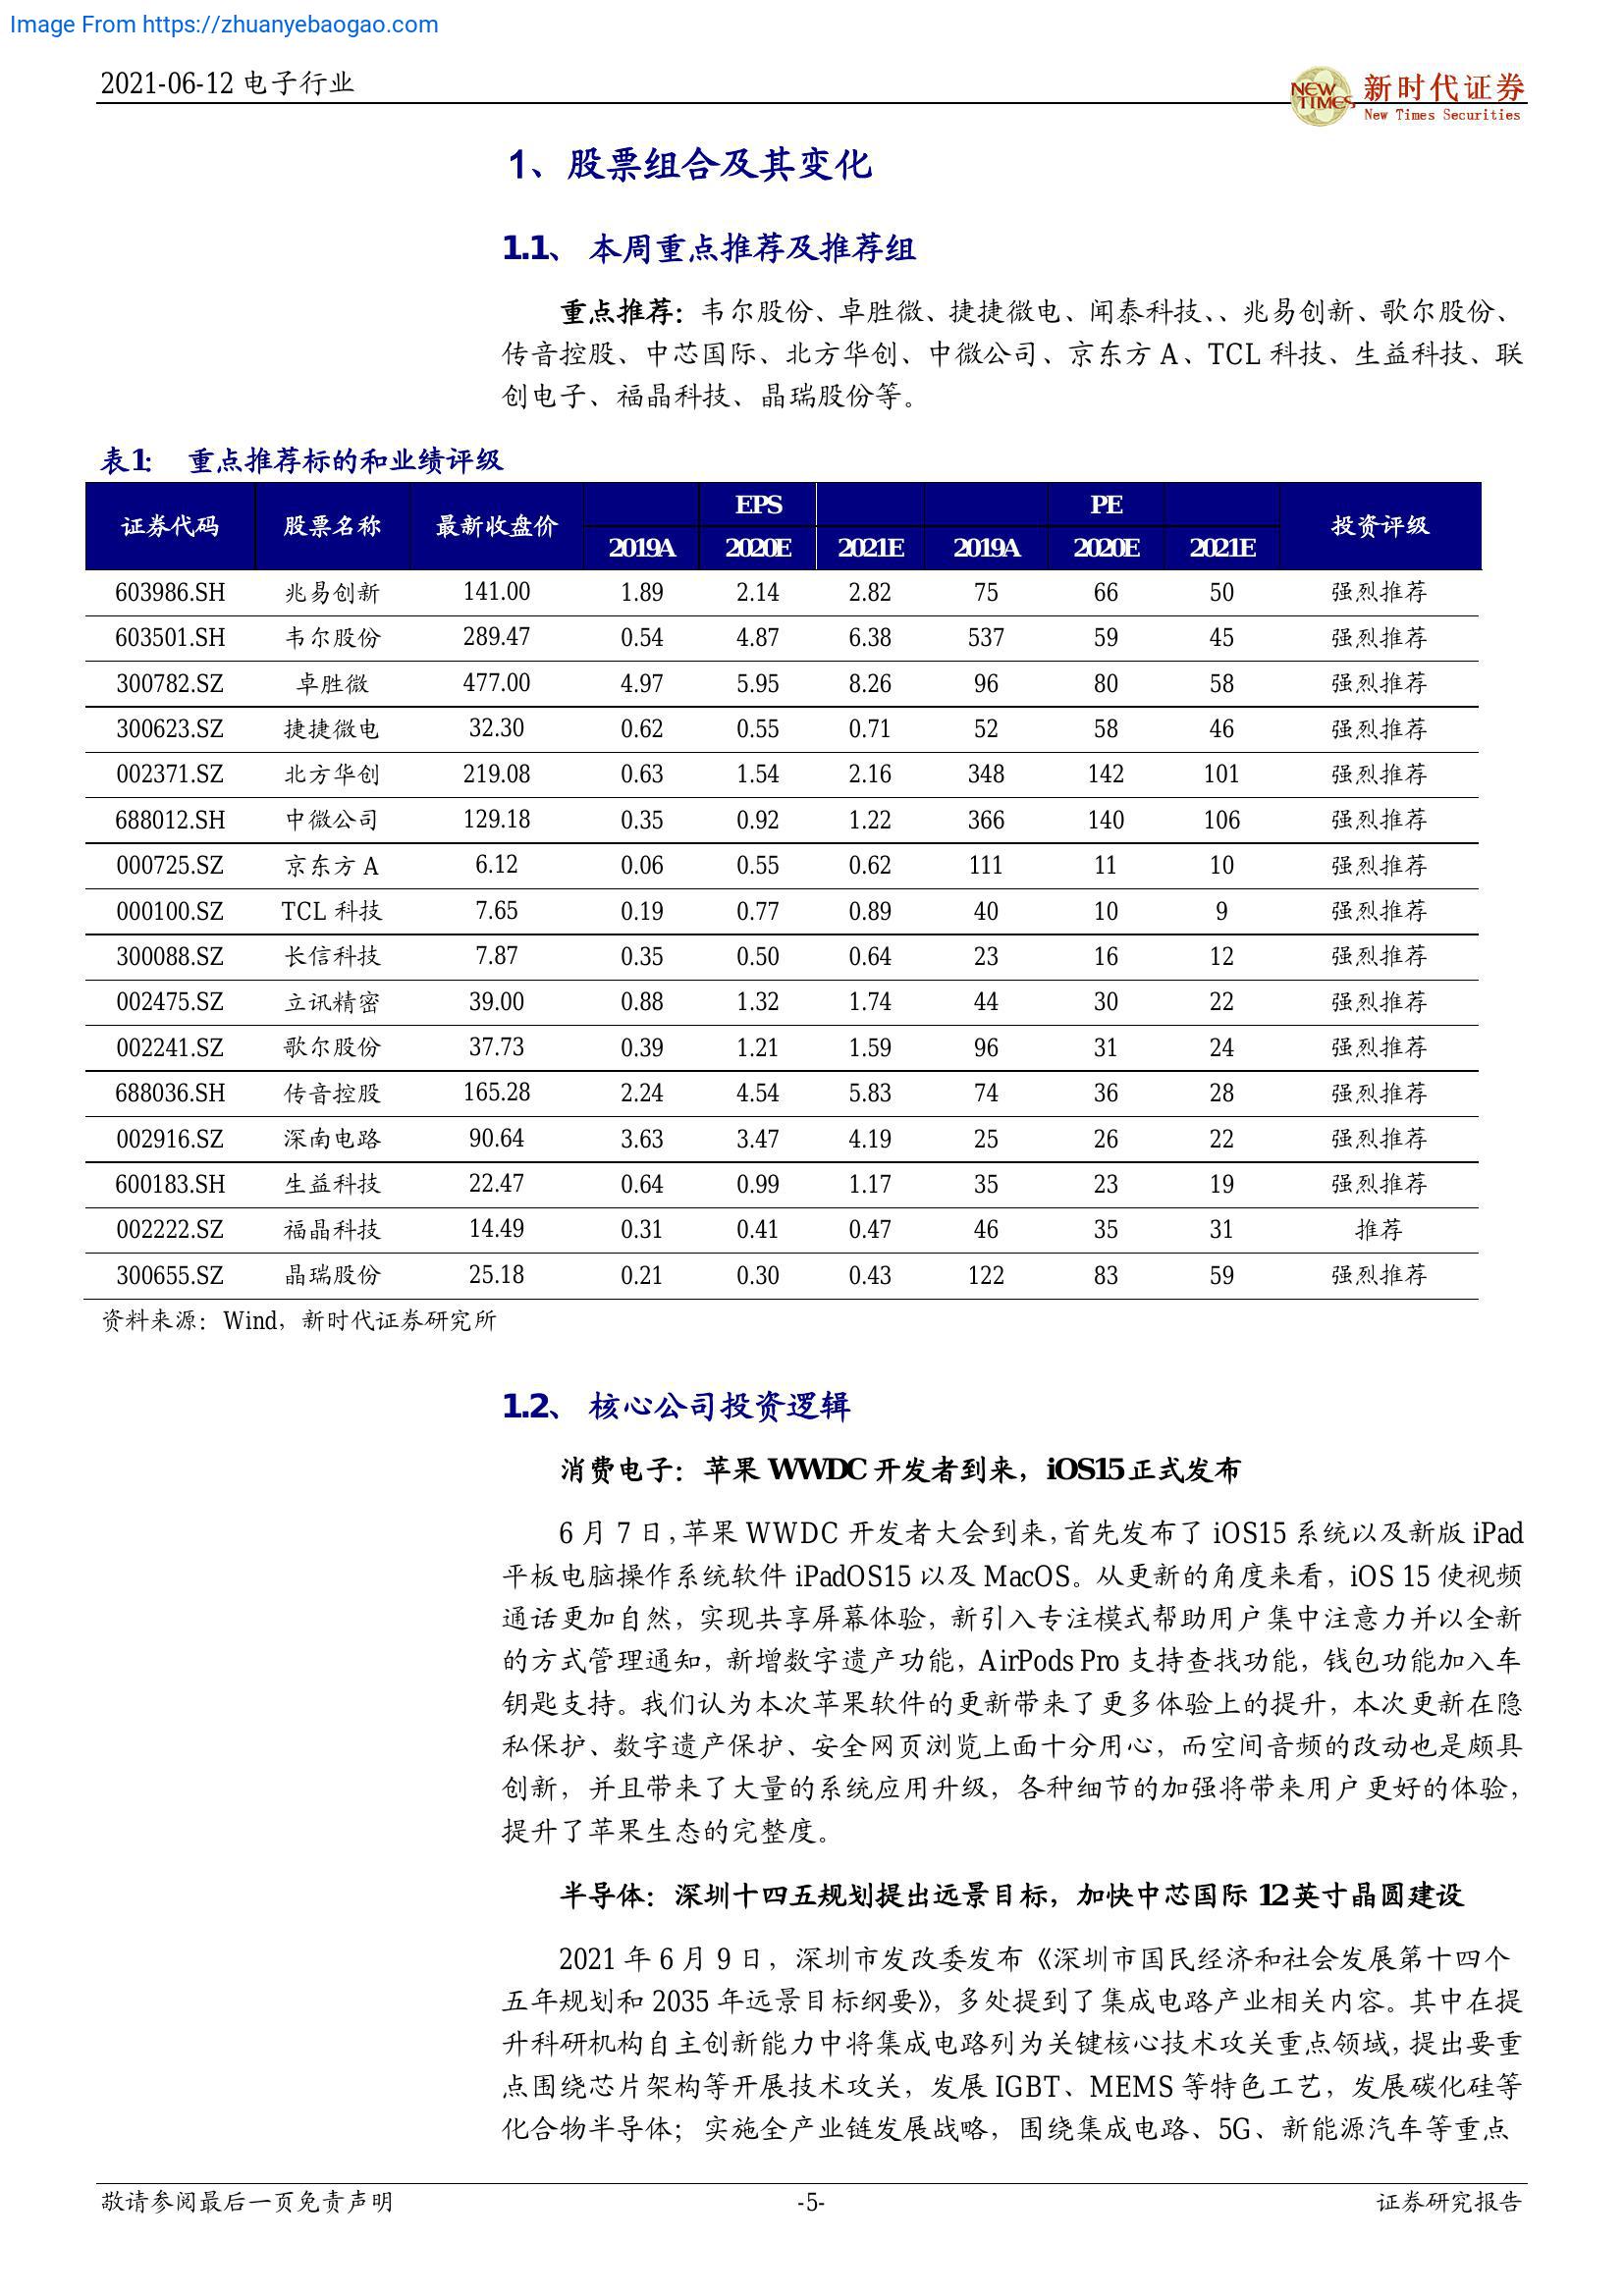 Image From https://zhuanyebaogao.com
2021-06-12 电子行业
NEW TIMES 新时代证券
New Times Securities
1、股票组合及其变化
1.1、 本周重点推荐及推荐组
重点推荐：韦尔股份、卓胜微、捷捷微电、闻泰科技、、兆易创新、歌尔股份、
传音控股、中芯国际、北方华创、中微公司、京东方 A、TCL 科技、生益科技、联
创电子、福晶科技、晶瑞股份等。
表1： 重点推荐标的和业绩评级
证券代码 股票名称 最新收盘价 EPS PE 投资评级
2019A 2020E 2021E 2019A 2020E 2021E
603986.SH 兆易创新 141.00 1.89 2.14 2.82 75 66 50 强烈推荐
603501.SH 韦尔股份 289.47 0.54 4.87 6.38 537 59 45 强烈推荐
300782.SZ 卓胜微 477.00 4.97 5.95 8.26 96 80 58 强烈推荐
300623.SZ 捷捷微电 32.30 0.62 0.55 0.71 52 58 46 强烈推荐
002371.SZ 北方华创 219.08 0.63 1.54 2.16 348 142 101 强烈推荐
688012.SH 中微公司 129.18 0.35 0.92 1.22 366 140 106 强烈推荐
000725.SZ 京东方 A 6.12 0.06 0.55 0.62 111 11 10 强烈推荐
000100.SZ TCL 科技 7.65 0.19 0.77 0.89 40 10 9 强烈推荐
300088.SZ 长信科技 7.87 0.35 0.50 0.64 23 16 12 强烈推荐
002475.SZ 立讯精密 39.00 0.88 1.32 1.74 44 30 22 强烈推荐
002241.SZ 歌尔股份 37.73 0.39 1.21 1.59 96 31 24 强烈推荐
688036.SH 传音控股 165.28 2.24 4.54 5.83 74 36 28 强烈推荐
002916.SZ 深南电路 90.64 3.63 3.47 4.19 25 26 22 强烈推荐
600183.SH 生益科技 22.47 0.64 0.99 1.17 35 23 19 强烈推荐
002222.SZ 福晶科技 14.49 0.31 0.41 0.47 46 35 31 推荐
300655.SZ 晶瑞股份 25.18 0.21 0.30 0.43 122 83 59 强烈推荐
资料来源：Wind，新时代证券研究所
1.2、 核心公司投资逻辑
消费电子：苹果 WWDC 开发者到来，iOS15 正式发布
6 月 7 日，苹果 WWDC 开发者大会到来，首先发布了 iOS15 系统以及新版 iPad
平板电脑操作系统软件 iPadOS15 以及 MacOS。从更新的角度来看，iOS 15 使视频
通话更加自然，实现共享屏幕体验，新引入专注模式帮助用户集中注意力并以全新
的方式管理通知，新增数字遗产功能，AirPods Pro 支持查找功能，钱包功能加入车
钥匙支持。我们认为本次苹果软件的更新带来了更多体验上的提升，本次更新在隐
私保护、数字遗产保护、安全网页浏览上面十分用心，而空间音频的改动也是颇具
创新，并且带来了大量的系统应用升级，各种细节的加强将带来用户更好的体验，
提升了苹果生态的完整度。
半导体：深圳十四五规划提出远景目标，加快中芯国际 12 英寸晶圆建设
2021 年 6 月 9 日，深圳市发改委发布《深圳市国民经济和社会发展第十四个
五年规划和 2035 年远景目标纲要》，多处提到了集成电路产业相关内容。其中在提
升科研机构自主创新能力中将集成电路列为关键核心技术攻关重点领域，提出要重
点围绕芯片架构等开展技术攻关，发展 IGBT、MEMS 等特色工艺，发展碳化硅等
化合物半导体；实施全产业链发展战略，围绕集成电路、5G、新能源汽车等重点
敬请参阅最后一页免责声明 -5- 证券研究报告